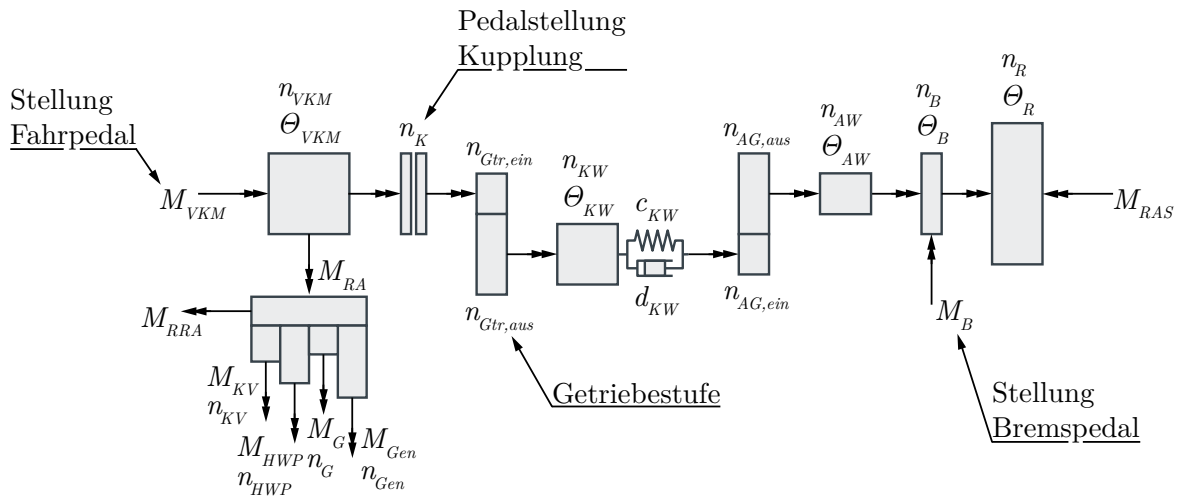 Pedalstellung
Kupplung
Stellung
Fahrpedal
n_VKM
Θ_VKM
n_K
n_Gtr,ein
n_KW
Θ_KW
c_KW
d_KW
n_AG,aus
n_AW
Θ_AW
n_B
Θ_B
n_R
Θ_R
M_VKM
M_RAS
M_RA
M_RRA
n_Gtr,aus
n_AG,ein
M_B
M_KV
n_KV
M_HWP
n_HWP
M_G
n_G
M_Gen
n_Gen
Getriebestufe
Stellung
Bremspedal